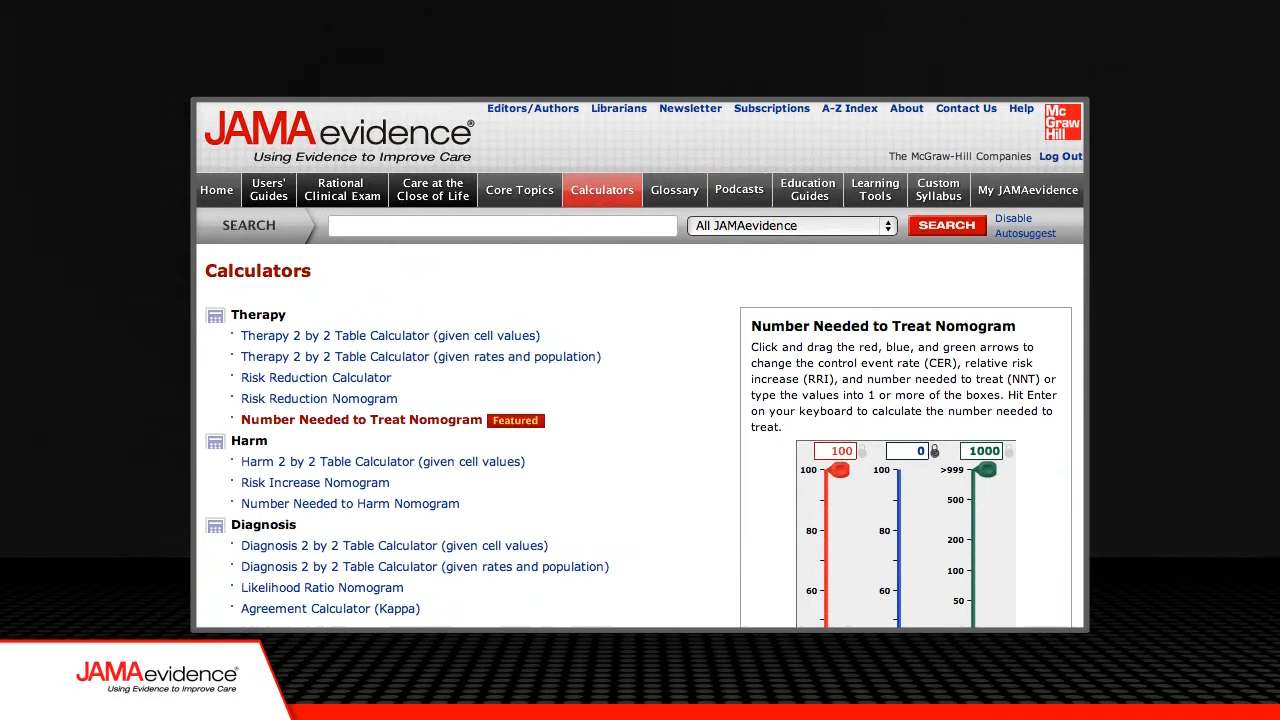 Editors/Authors Librarians Newsletter Subscriptions A-Z Index About Contact Us Help
Mc
Graw
Hill
JAMAevidence®
Using Evidence to Improve Care
The McGraw-Hill Companies Log Out
Home Users' Guides Rational Clinical Exam Care at the Close of Life Core Topics Calculators Glossary Podcasts Education Guides Learning Tools Custom Syllabus My JAMAevidence
SEARCH All JAMAevidence SEARCH Disable Autosuggest
Calculators
Therapy
Therapy 2 by 2 Table Calculator (given cell values)
Therapy 2 by 2 Table Calculator (given rates and population)
Risk Reduction Calculator
Risk Reduction Nomogram
Number Needed to Treat Nomogram Featured
Harm
Harm 2 by 2 Table Calculator (given cell values)
Risk Increase Nomogram
Number Needed to Harm Nomogram
Diagnosis
Diagnosis 2 by 2 Table Calculator (given cell values)
Diagnosis 2 by 2 Table Calculator (given rates and population)
Likelihood Ratio Nomogram
Agreement Calculator (Kappa)
Number Needed to Treat Nomogram
Click and drag the red, blue, and green arrows to
change the control event rate (CER), relative risk
increase (RRI), and number needed to treat (NNT) or
type the values into 1 or more of the boxes. Hit Enter
on your keyboard to calculate the number needed to
treat.
100 0 1000
100 100 >999
500
80 80 200
100
60 60 50
JAMAevidence®
Using Evidence to Improve Care